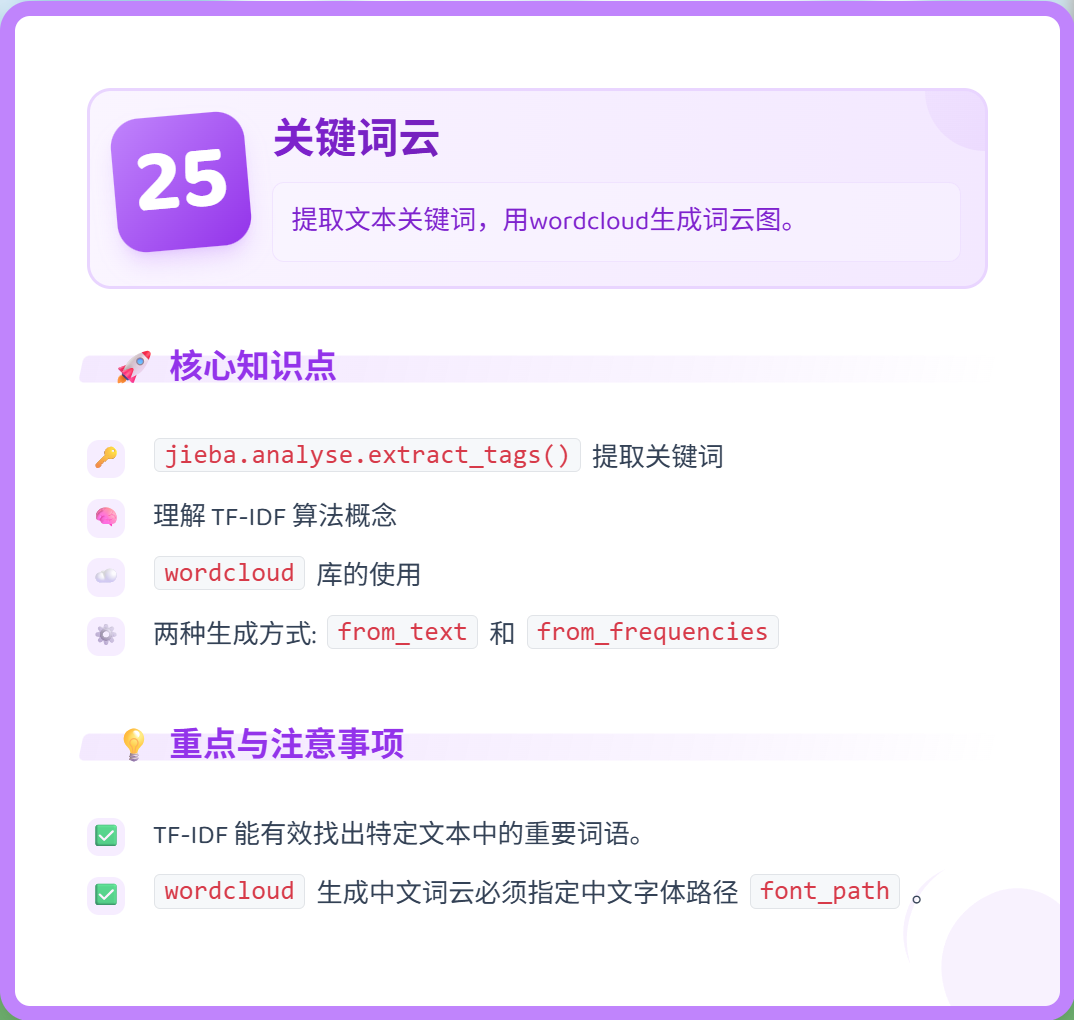 25
关键词云
提取文本关键词，用wordcloud生成词云图。
核心知识点
jieba.analyse.extract_tags() 提取关键词
理解 TF-IDF 算法概念
wordcloud 库的使用
两种生成方式: from_text 和 from_frequencies
重点与注意事项
TF-IDF 能有效找出特定文本中的重要词语。
wordcloud 生成中文词云必须指定中文字体路径 font_path 。